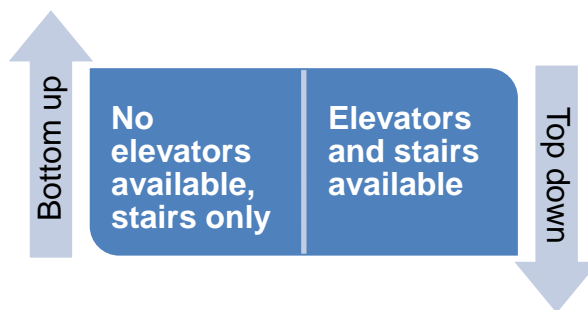 Bottom up
No
elevators
available,
stairs only
Elevators
and stairs
available
Top down